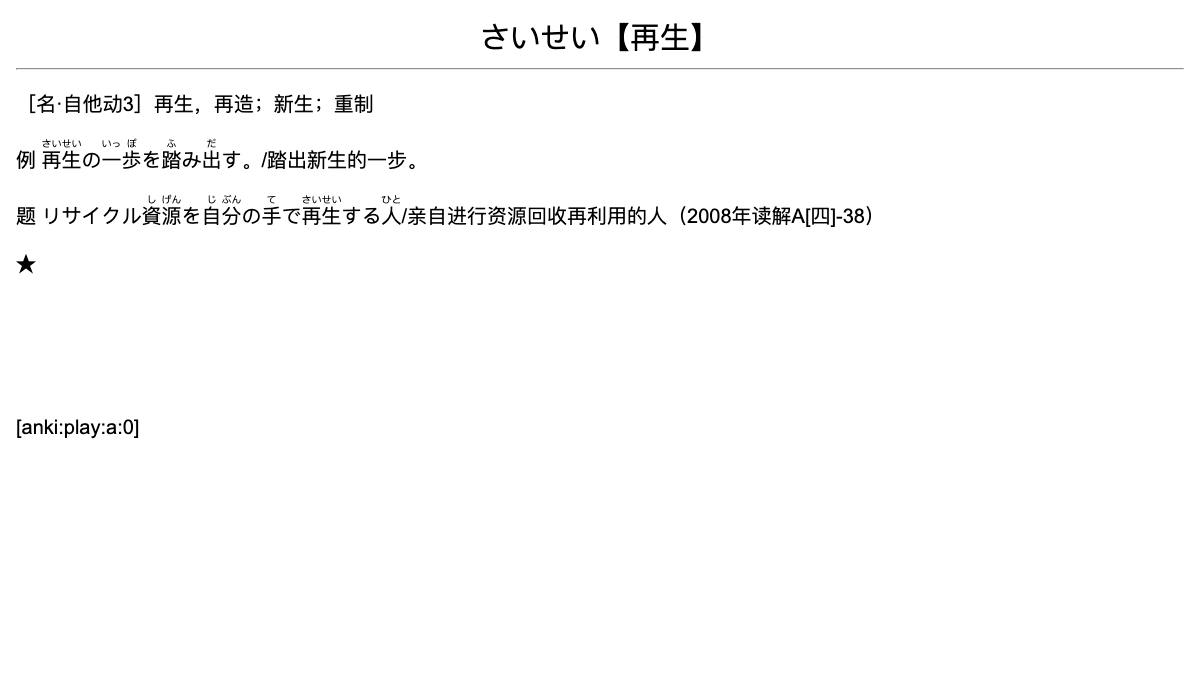 さいせい【再生】
［名·自他动3］再生，再造；新生；重制
さいせい いっ ぽ ふ だ
例 再生の一歩を踏み出す。/踏出新生的一步。
し げん じ ぶん て さいせい ひと
题 リサイクル資源を自分の手で再生する人/亲自进行资源回收再利用的人（2008年读解A[四]-38）
★
[anki:play:a:0]